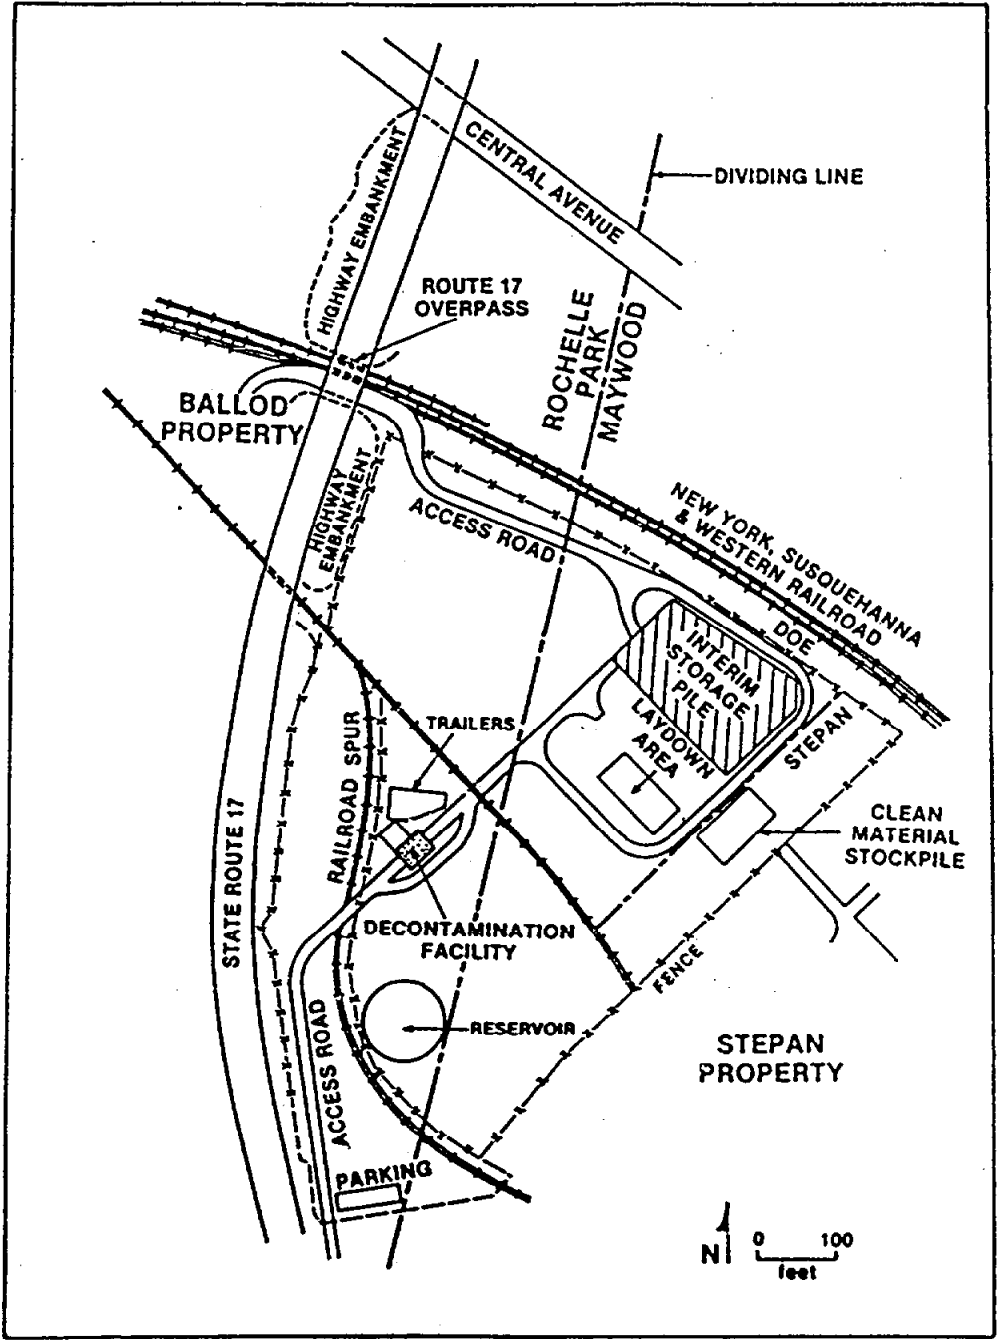 CENTRAL AVENUE
DIVIDING LINE
HIGHWAY EMBANKMENT
ROUTE 17
OVERPASS
ROCHELLE
PARK
MAYWOOD
BALLOD
PROPERTY
HIGHWAY
EMBANKMENT
ACCESS ROAD
NEW YORK, SUSQUEHANNA
& WESTERN RAILROAD
DOE
INTERIM
STORAGE
PILE
LAYDOWN
AREA
STEPAN
TRAILERS
RAILROAD SPUR
CLEAN
MATERIAL
STOCKPILE
STATE ROUTE 17
DECONTAMINATION
FACILITY
FENCE
RESERVOIR
ACCESS ROAD
STEPAN
PROPERTY
PARKING
N
0 100
feet